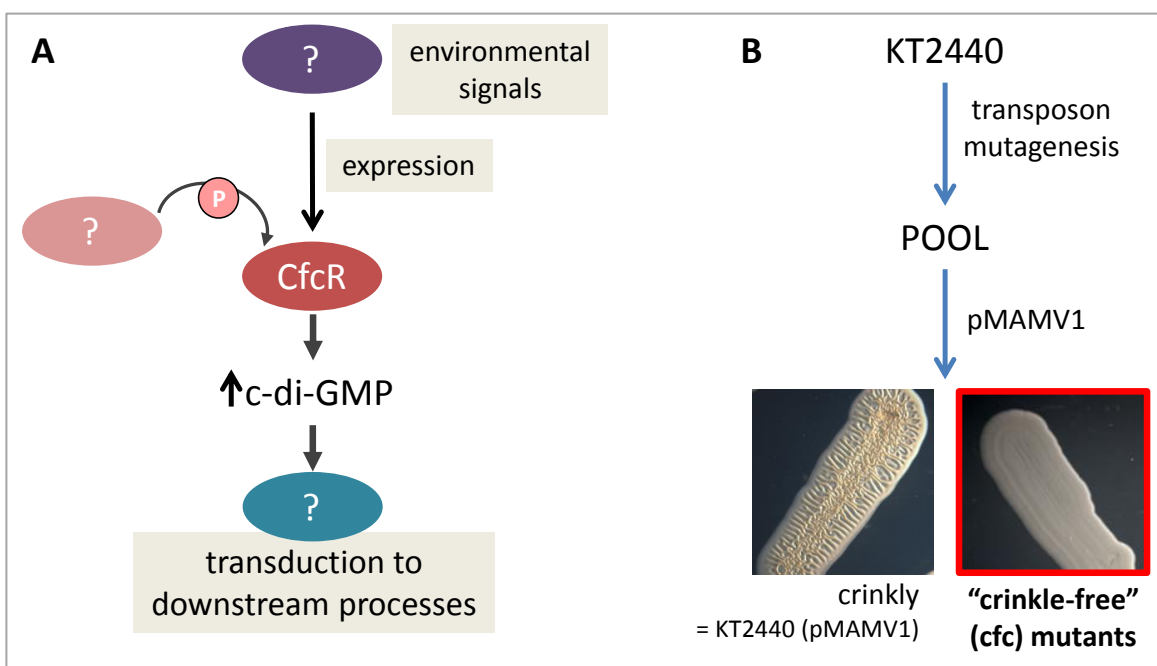 A
?
environmental
signals
expression
P
?
CfcR
↑c-di-GMP
?
transduction to
downstream processes
B
KT2440
transposon
mutagenesis
POOL
pMAMV1
crinkly
= KT2440 (pMAMV1)
“crinkle-free”
(cfc) mutants